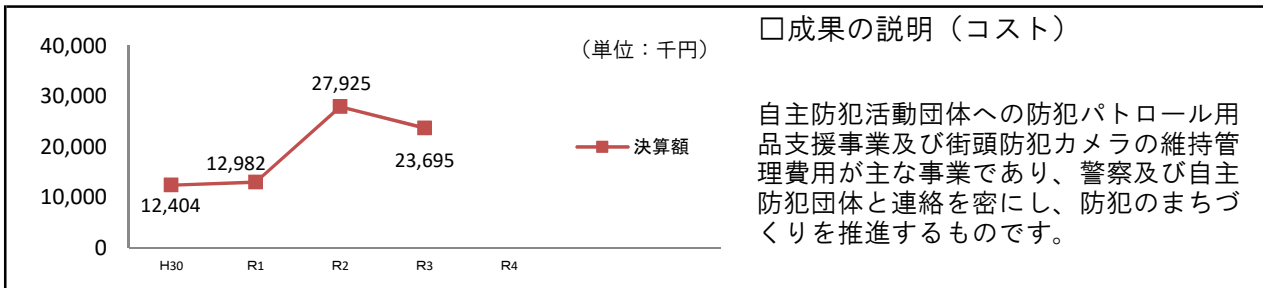 40,000
30,000
20,000
10,000
0
(単位：千円)
12,404
12,982
27,925
23,695
決算額
H30
R1
R2
R3
R4
□成果の説明（コスト）
自主防犯活動団体への防犯パトロール用
品支援事業及び街頭防犯カメラの維持管
理費用が主な事業であり、警察及び自主
防犯団体と連絡を密にし、防犯のまちづ
くりを推進するものです。